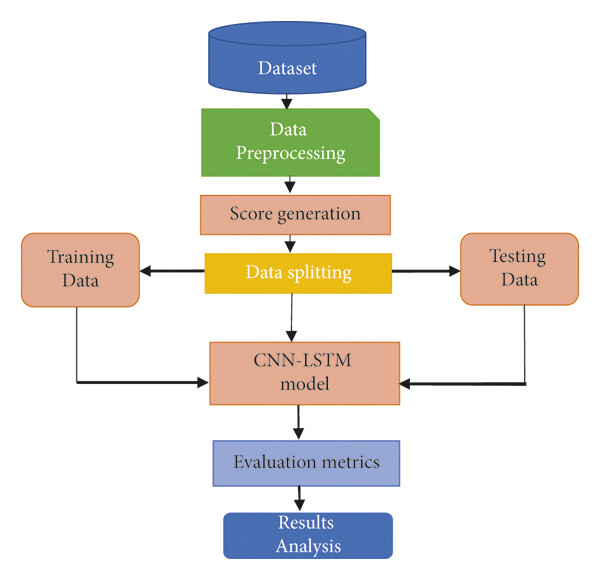 Dataset
Data
Preprocessing
Score generation
Training
Data
Data splitting
Testing
Data
CNN-LSTM
model
Evaluation metrics
Results
Analysis